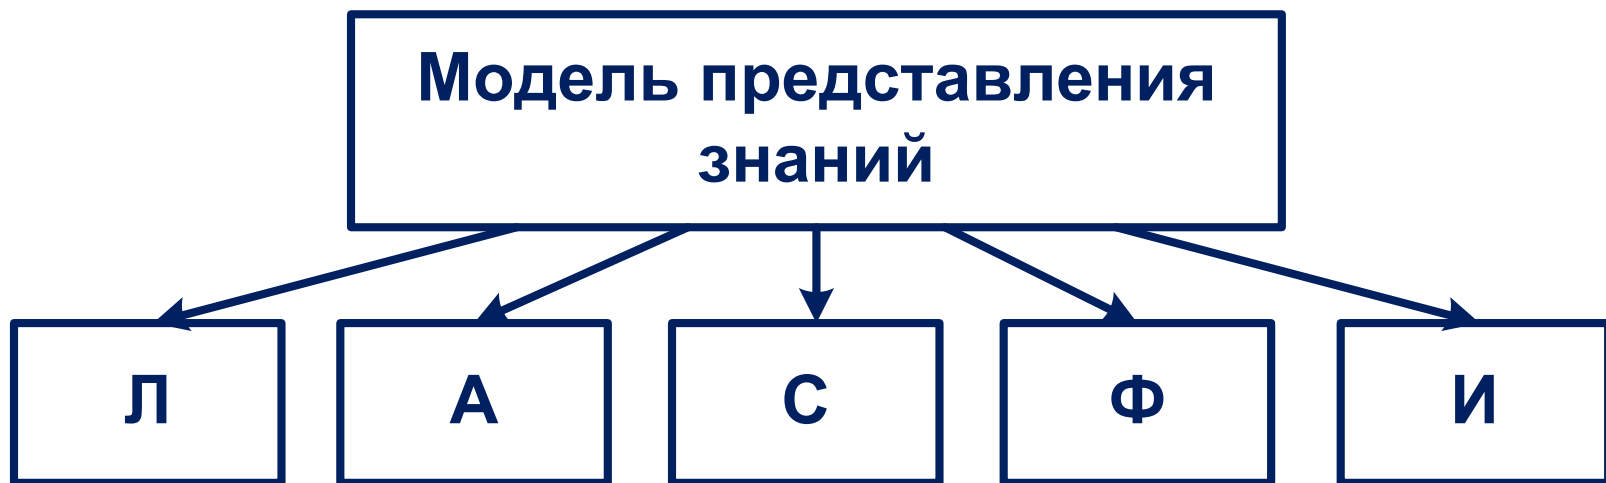 Модель представления
знаний
Л
А
С
Ф
И